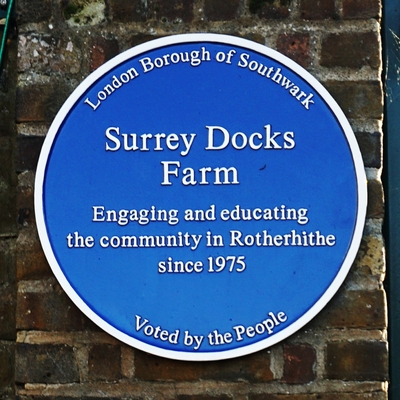 London Borough of Southwark
Surrey Docks
Farm
Engaging and educating
the community in Rotherhithe
since 1975
Voted by the People